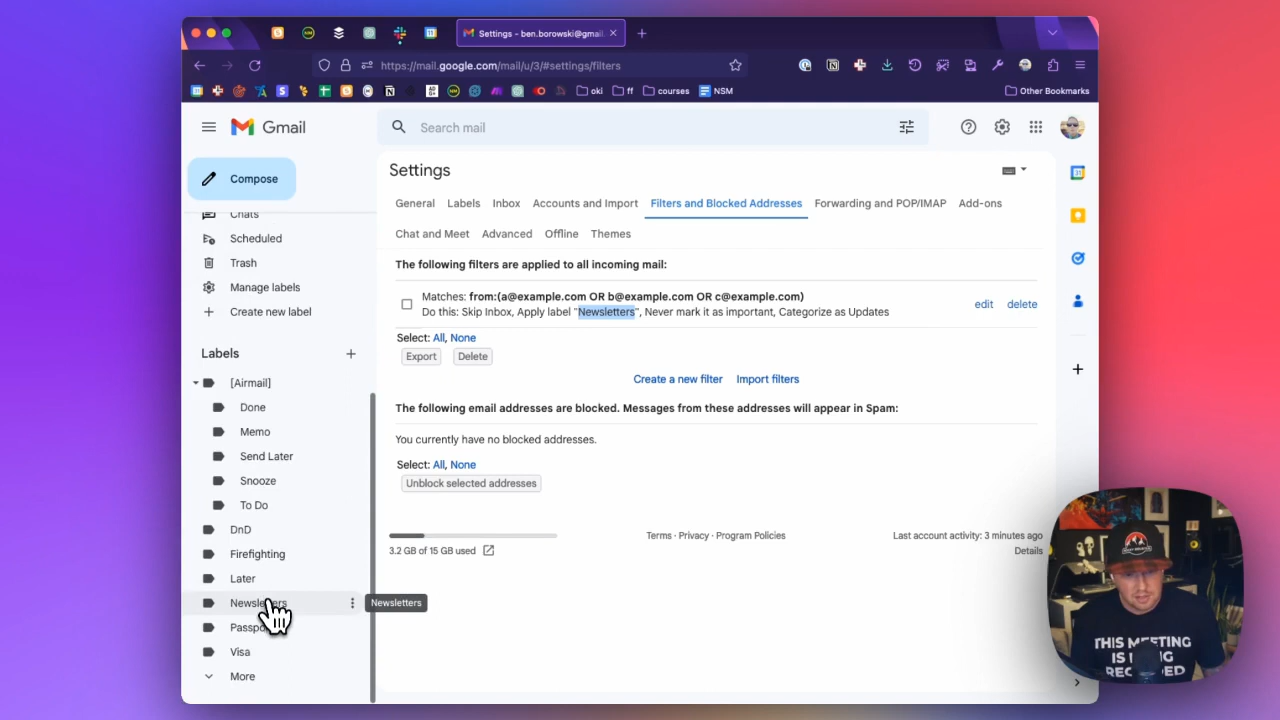 Settings - ben.borowski@gmail.
https://mail.google.com/mail/u/3/#settings/filters
oki
ff
courses
NSM
Other Bookmarks
Gmail
Search mail
Compose
Chats
Scheduled
Trash
Manage labels
Create new label
Labels
[Airmail]
Done
Memo
Send Later
Snooze
To Do
DnD
Firefighting
Later
Newsletters
Newsletters
Visa
More
Settings
General Labels Inbox Accounts and Import Filters and Blocked Addresses Forwarding and POP/IMAP Add-ons
Chat and Meet Advanced Offline Themes
The following filters are applied to all incoming mail:
Matches: from:(a@example.com OR b@example.com OR c@example.com)
Do this: Skip Inbox, Apply label "Newsletters", Never mark it as important, Categorize as Updates
edit delete
Select: All, None
Export Delete
Create a new filter Import filters
The following email addresses are blocked. Messages from these addresses will appear in Spam:
You currently have no blocked addresses.
Select: All, None
Unblock selected addresses
3.2 GB of 15 GB used
Terms · Privacy · Program Policies
Last account activity: 3 minutes ago
Details
THIS MEETING
IS BEING
RECORDED